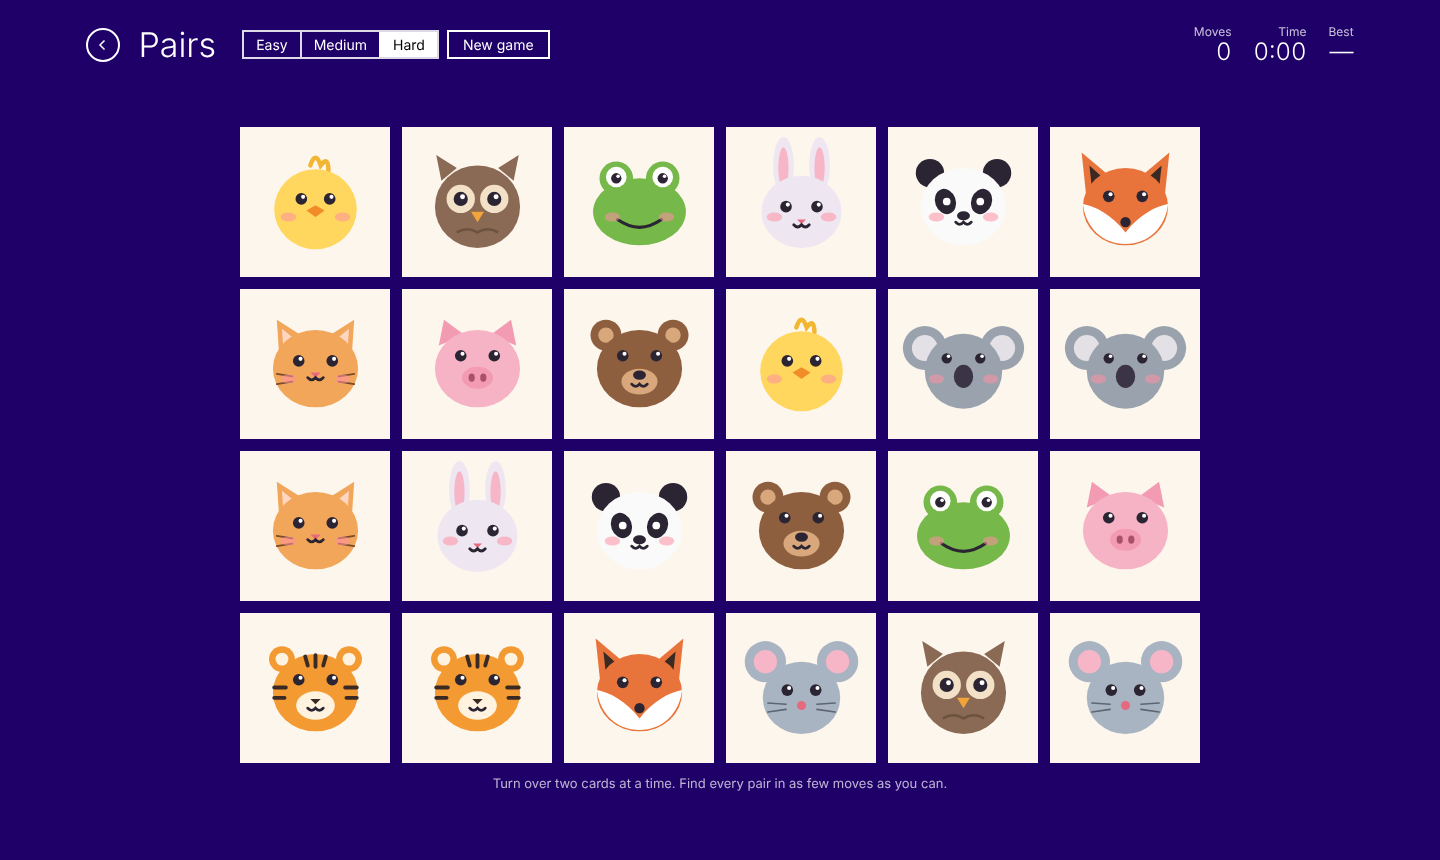 Pairs
Easy Medium Hard New game
Moves Time Best
0 0:00 —
Turn over two cards at a time. Find every pair in as few moves as you can.